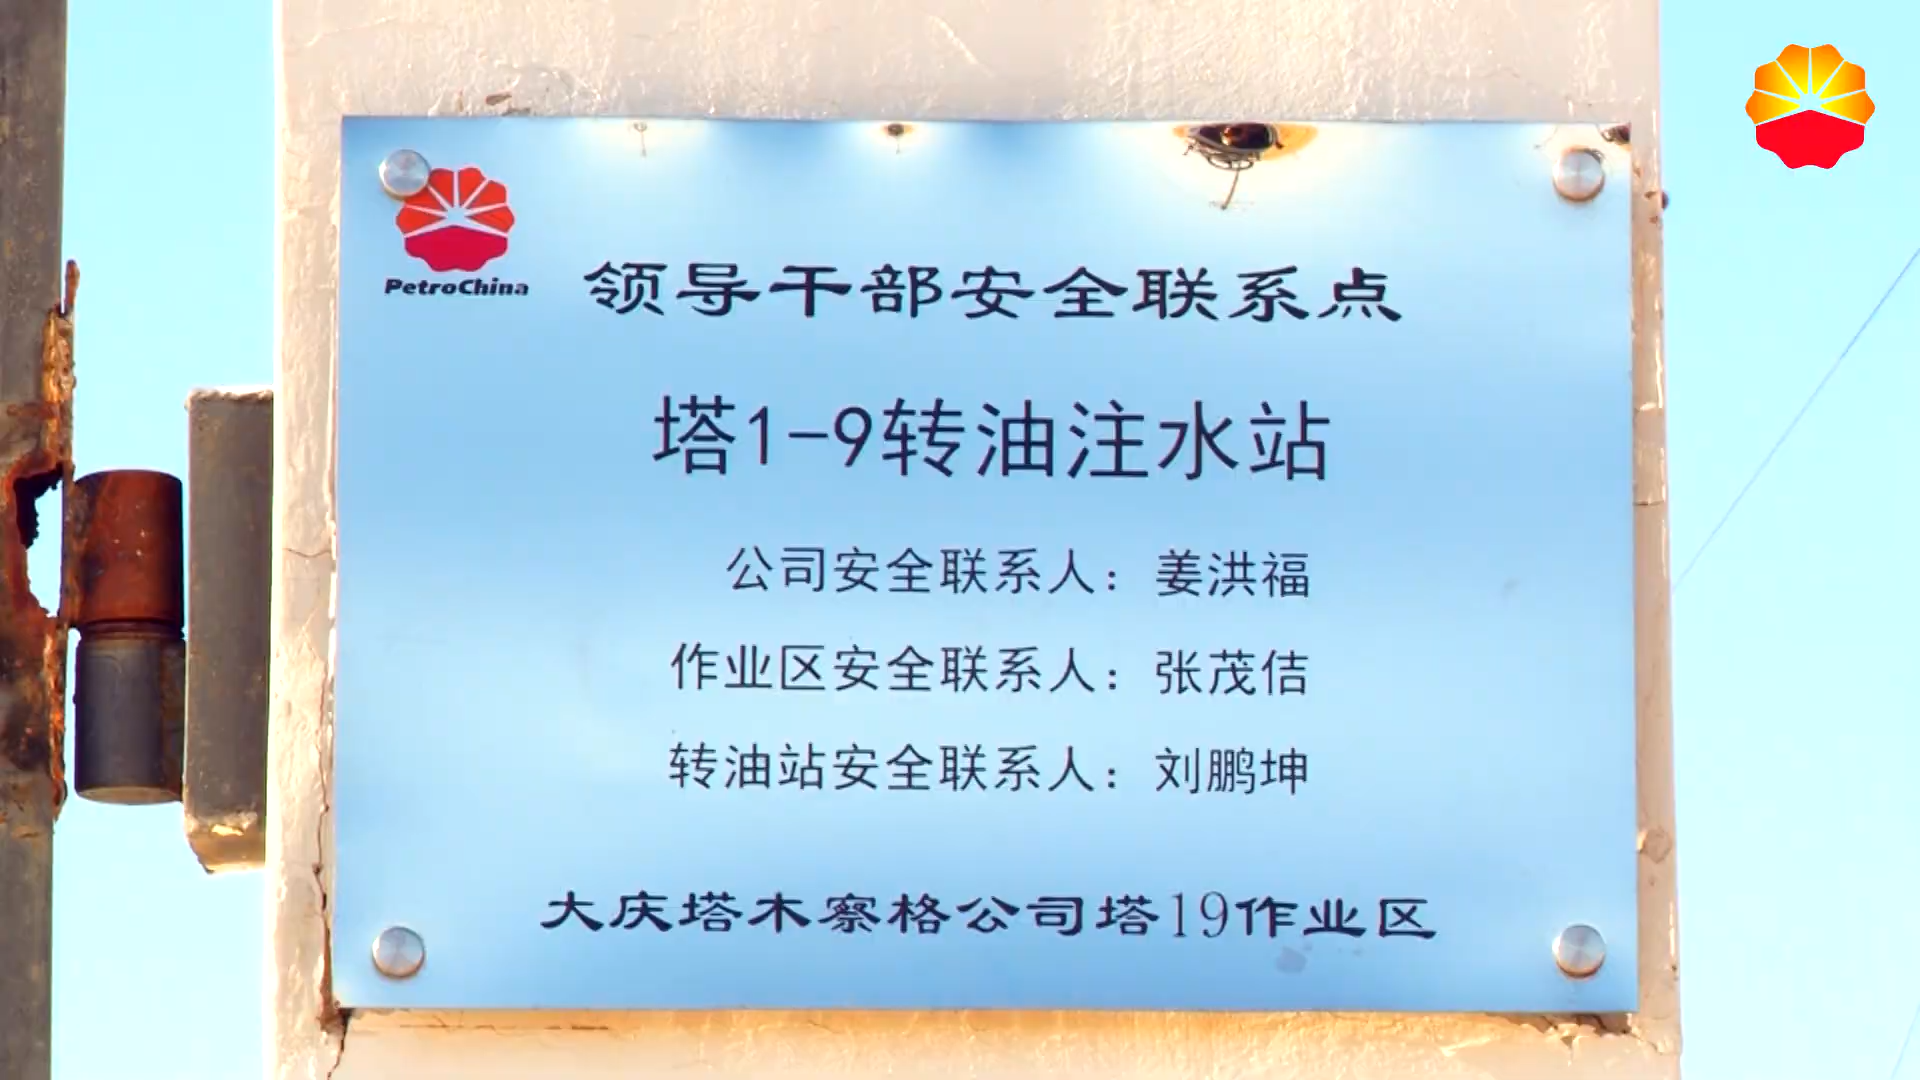 PetroChina
领导干部安全联系点
塔1-9转油注水站
公司安全联系人：姜洪福
作业区安全联系人：张茂佶
转油站安全联系人：刘鹏坤
大庆塔木察格公司塔19作业区